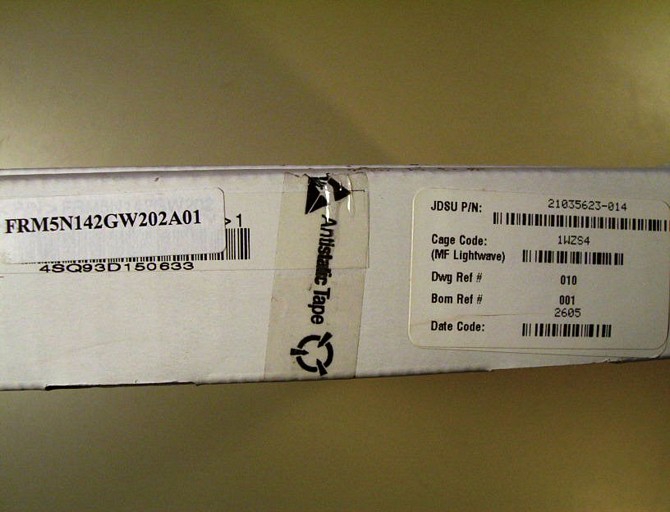 FRM5N142GW202A01
>1
4SQ93D150633
Antistatic Tape
JDSU P/N: 21035623-014
Cage Code: 1WZS4
(MF Lightwave)
Dwg Ref # 010
Bom Ref # 001
2605
Date Code: